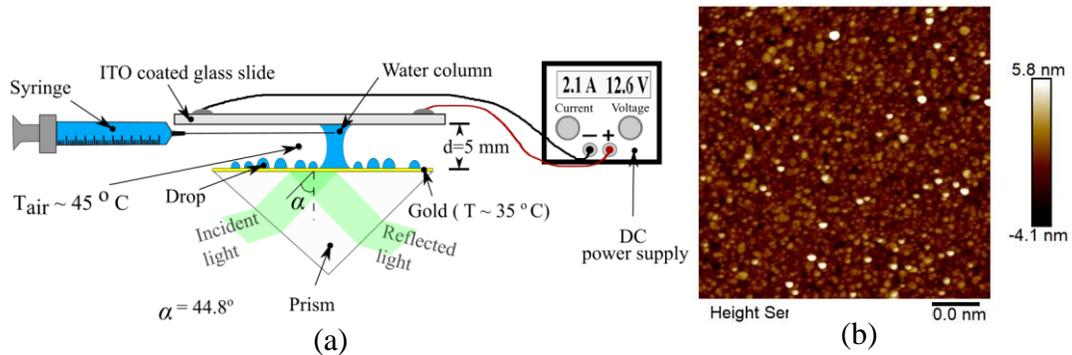 ITO coated glass slide
Water column
Syringe
2.1 A 12.6 V
Current Voltage
− +
d=5 mm
Tair ~ 45 °C
Drop
α
Gold ( T ~ 35 °C)
Incident light
Reflected light
DC power supply
Prism
α = 44.8°
(a)
5.8 nm
-4.1 nm
Height Ser
0.0 nm
(b)